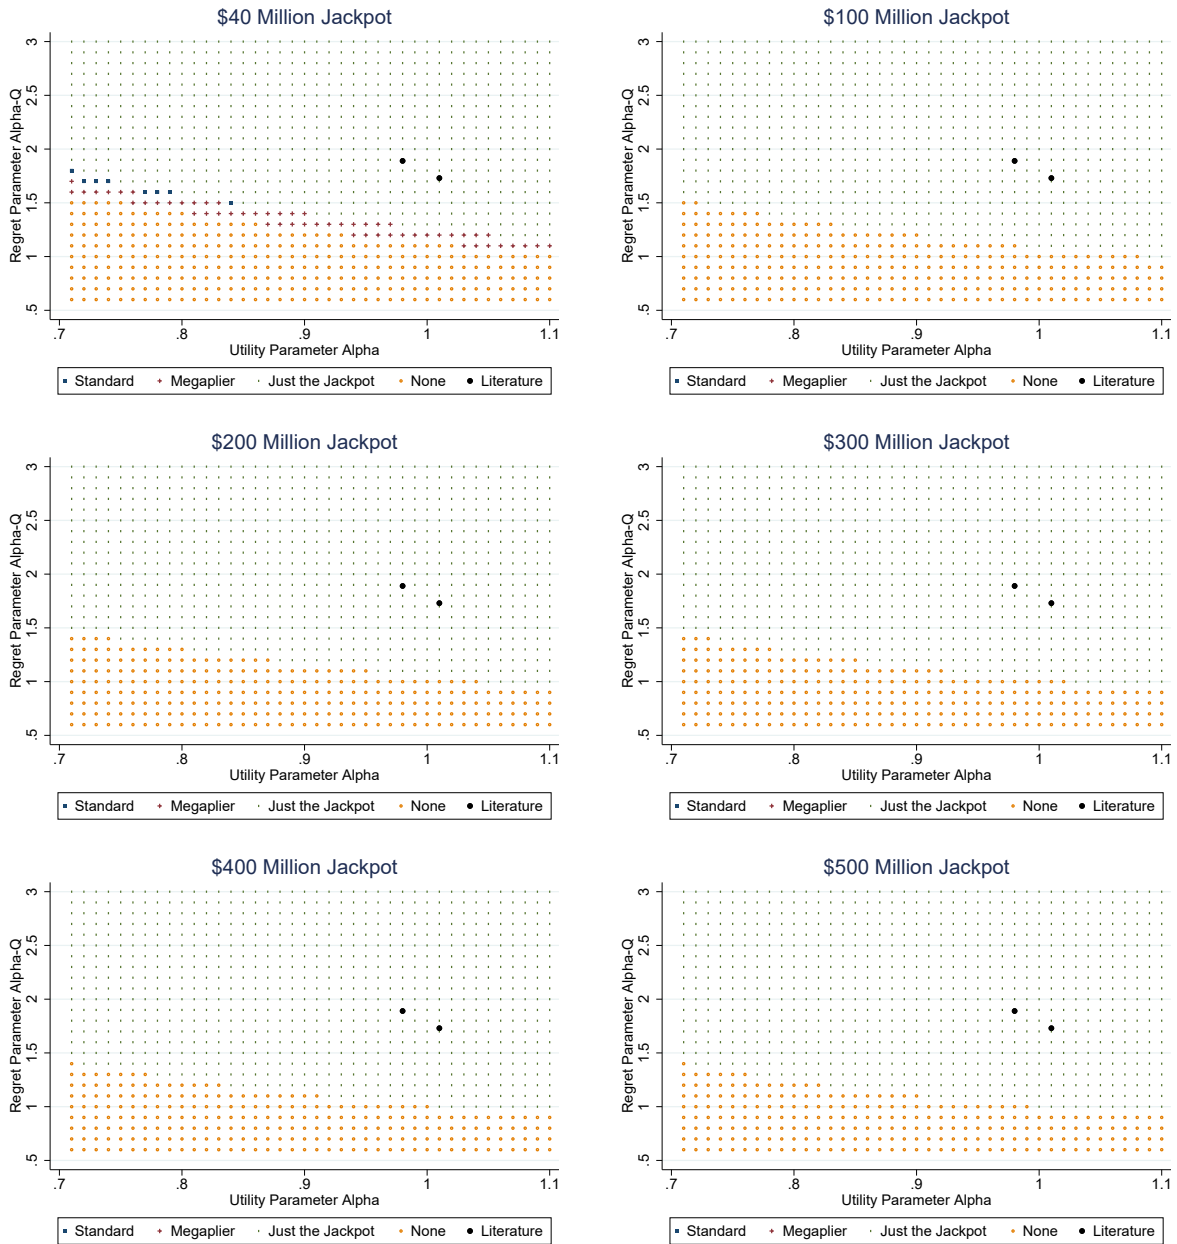 $40 Million Jackpot
Regret Parameter Alpha-Q
3
2.5
2
1.5
1
.5
.7 .8 .9 1 1.1
Utility Parameter Alpha
Standard Megaplier Just the Jackpot None Literature
$100 Million Jackpot
Regret Parameter Alpha-Q
3
2.5
2
1.5
1
.5
.7 .8 .9 1 1.1
Utility Parameter Alpha
Standard Megaplier Just the Jackpot None Literature
$200 Million Jackpot
Regret Parameter Alpha-Q
3
2.5
2
1.5
1
.5
.7 .8 .9 1 1.1
Utility Parameter Alpha
Standard Megaplier Just the Jackpot None Literature
$300 Million Jackpot
Regret Parameter Alpha-Q
3
2.5
2
1.5
1
.5
.7 .8 .9 1 1.1
Utility Parameter Alpha
Standard Megaplier Just the Jackpot None Literature
$400 Million Jackpot
Regret Parameter Alpha-Q
3
2.5
2
1.5
1
.5
.7 .8 .9 1 1.1
Utility Parameter Alpha
Standard Megaplier Just the Jackpot None Literature
$500 Million Jackpot
Regret Parameter Alpha-Q
3
2.5
2
1.5
1
.5
.7 .8 .9 1 1.1
Utility Parameter Alpha
Standard Megaplier Just the Jackpot None Literature